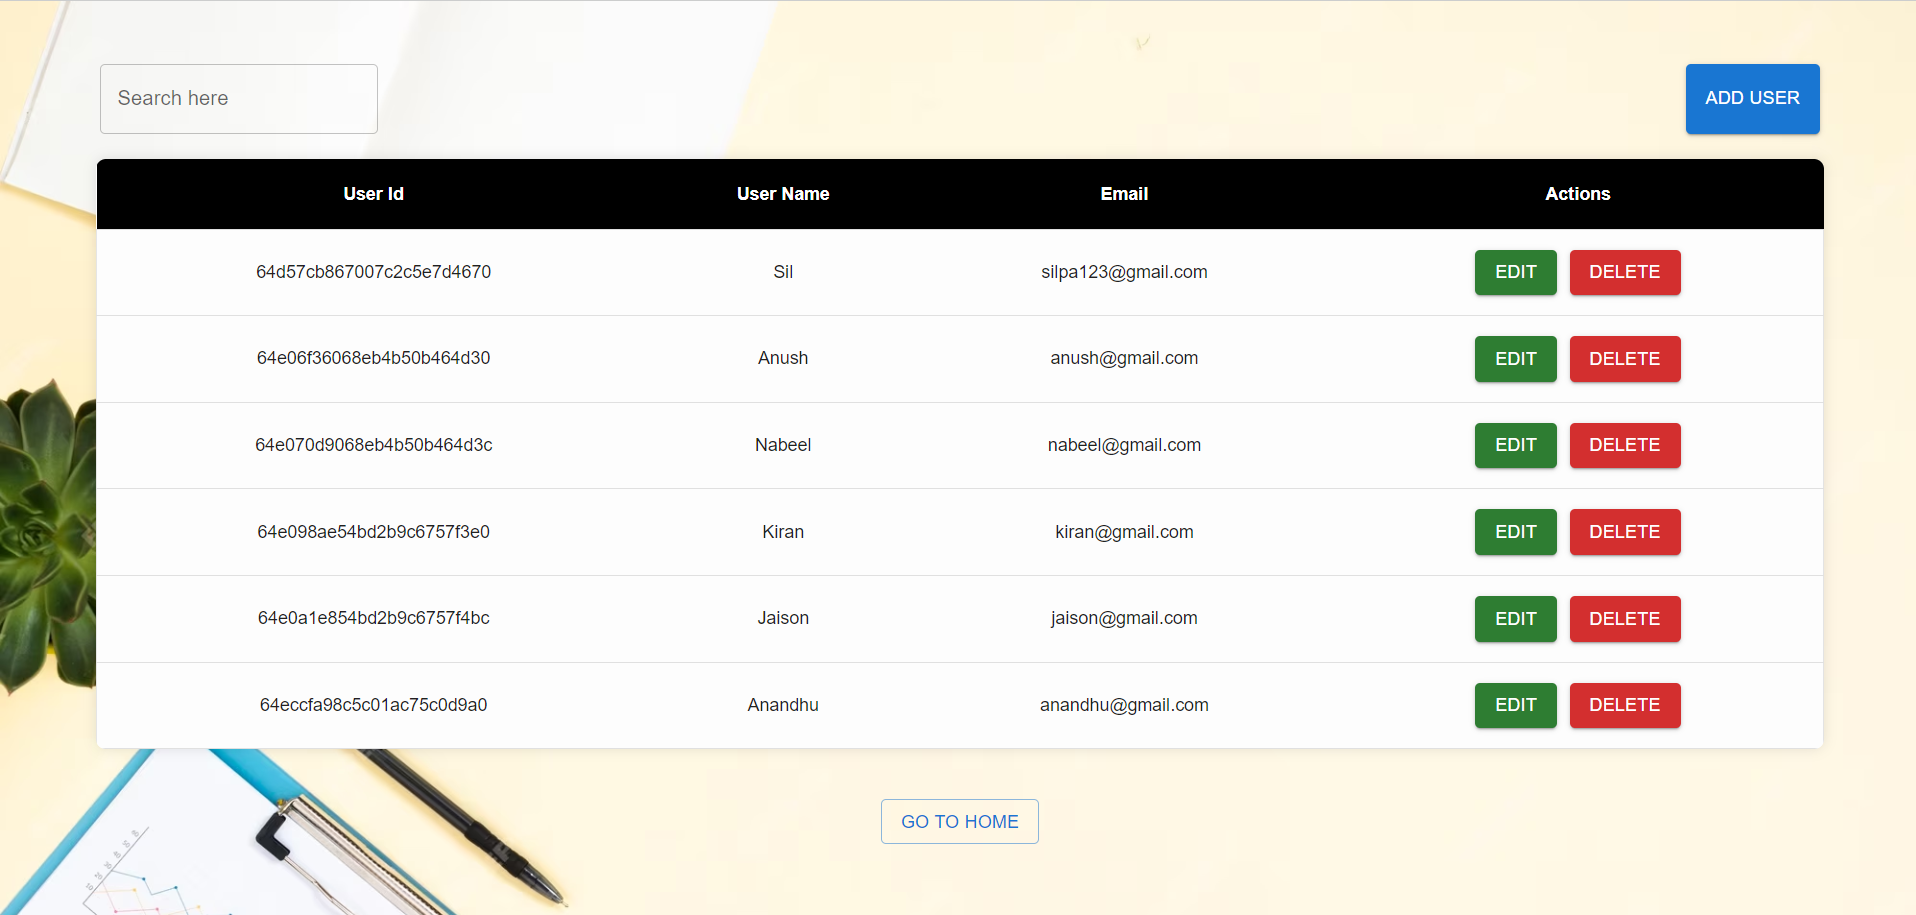 Search here
ADD USER
User Id User Name Email Actions
64d57cb867007c2c5e7d4670 Sil silpa123@gmail.com EDIT DELETE
64e06f36068eb4b50b464d30 Anush anush@gmail.com EDIT DELETE
64e070d9068eb4b50b464d3c Nabeel nabeel@gmail.com EDIT DELETE
64e098ae54bd2b9c6757f3e0 Kiran kiran@gmail.com EDIT DELETE
64e0a1e854bd2b9c6757f4bc Jaison jaison@gmail.com EDIT DELETE
64eccfa98c5c01ac75c0d9a0 Anandhu anandhu@gmail.com EDIT DELETE
GO TO HOME